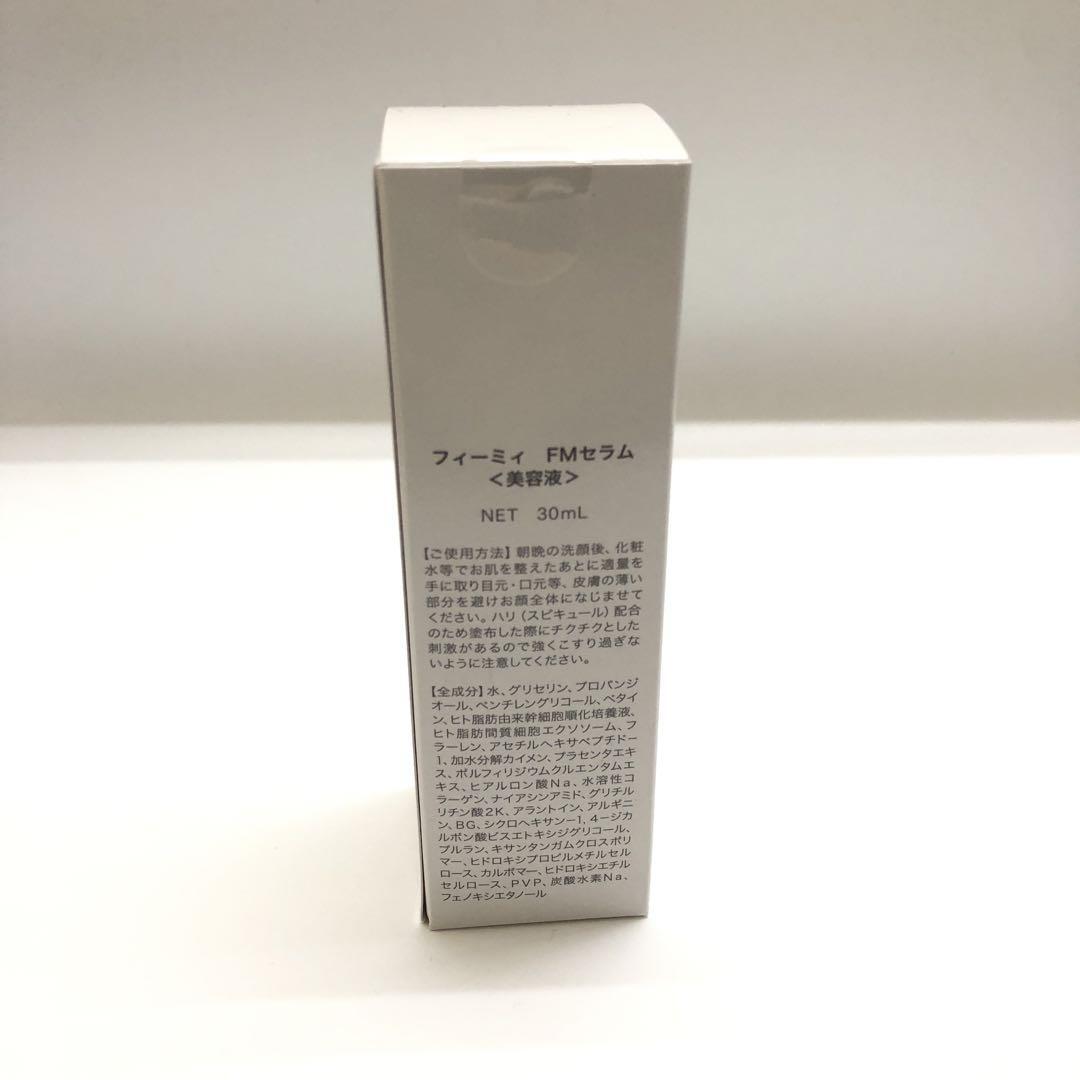 フィーミィ　FMセラム
＜美容液＞
NET　30mL
【ご使用方法】朝晩の洗顔後、化粧
水等でお肌を整えたあとに適量を
手に取り目元・口元等、皮膚の薄い
部分を避けお顔全体になじませて
ください。ハリ（スピキュール）配合
のため塗布した際にチクチクとした
刺激があるので強くこすり過ぎな
いように注意してください。
【全成分】水、グリセリン、プロパンジ
オール、ペンチレングリコール、ベタイ
ン、ヒト脂肪由来幹細胞順化培養液、
ヒト脂肪間質細胞エクソソーム、フ
ラーレン、アセチルヘキサペプチドー
1、加水分解カイメン、プラセンタエキ
ス、ポルフィリジウムクルエンタムエ
キス、ヒアルロン酸Na、水溶性コ
ラーゲン、ナイアシンアミド、グリチル
リチン酸2K、アラントイン、アルギニ
ン、BG、シクロヘキサン−1，4−ジカ
ルボン酸ビスエトキシジグリコール、
プルラン、キサンタンガムクロスポリ
マー、ヒドロキシプロピルメチルセル
ロース、カルボマー、ヒドロキシエチル
セルロース、PVP、炭酸水素Na、
フェノキシエタノール